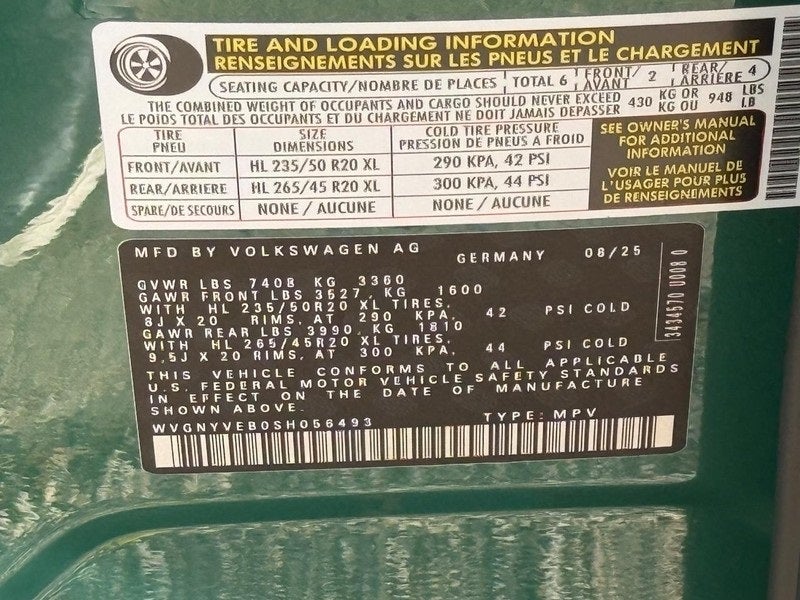 TIRE AND LOADING INFORMATION
RENSEIGNEMENTS SUR LES PNEUS ET LE CHARGEMENT
SEATING CAPACITY/NOMBRE DE PLACES TOTAL 6 FRONT/AVANT 2 REAR/ARRIÈRE 4
THE COMBINED WEIGHT OF OCCUPANTS AND CARGO SHOULD NEVER EXCEED 430 KG OR 948 LBS
LE POIDS TOTAL DES OCCUPANTS ET DU CHARGEMENT NE DOIT JAMAIS DEPASSER KG OU LB
TIRE PNEU SIZE DIMENSIONS COLD TIRE PRESSURE PRESSION DE PNEUS A FROID
FRONT/AVANT HL 235/50 R20 XL 290 KPA, 42 PSI
REAR/ARRIERE HL 265/45 R20 XL 300 KPA, 44 PSI
SPARE/DE SECOURS NONE / AUCUNE NONE / AUCUNE
SEE OWNER'S MANUAL
FOR ADDITIONAL
INFORMATION
VOIR LE MANUEL DE
L'USAGER POUR PLUS
DE RENSEIGNEMENTS
MFD BY VOLKSWAGEN AG GERMANY 08/25
GVWR LBS 7408 KG 3360
GAWR FRONT LBS 3527, KG 1600
WITH HL 235/50R20 XL TIRES,
8J X 20 RIMS, AT 290 KPA, 42 PSI COLD
GAWR REAR LBS 3990, KG 1810
WITH HL 265/45R20 XL TIRES,
9,5J X 20 RIMS, AT 300 KPA, 44 PSI COLD
THIS VEHICLE CONFORMS TO ALL APPLICABLE
U.S. FEDERAL MOTOR VEHICLE SAFETY STANDARDS
IN EFFECT ON THE DATE OF MANUFACTURE
SHOWN ABOVE.
WVGNYVEB0SH056493 TYPE: MPV
3434570 U008 0